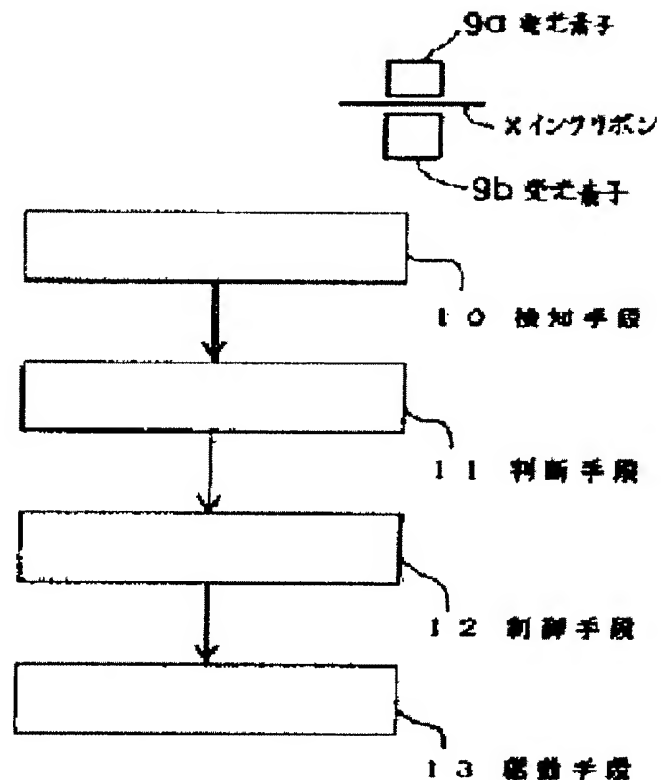 9a 発光素子
Xインクリボン
9b 受光素子
10 検知手段
11 判断手段
12 制御手段
13 駆動手段